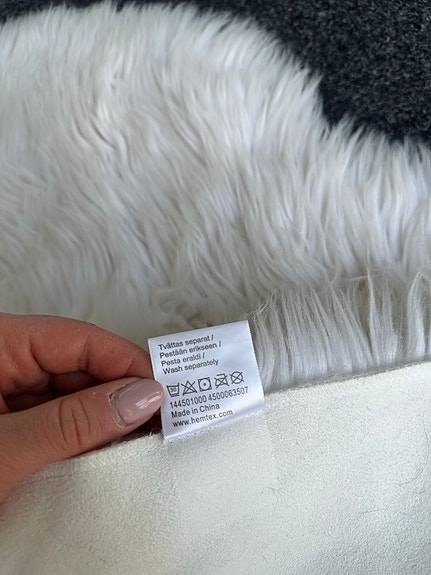 Tvättas separat /
Pestään erikseen /
Pesta eraldi /
Wash separately
144501000 4500063507
Made in China
www.hemtex.com